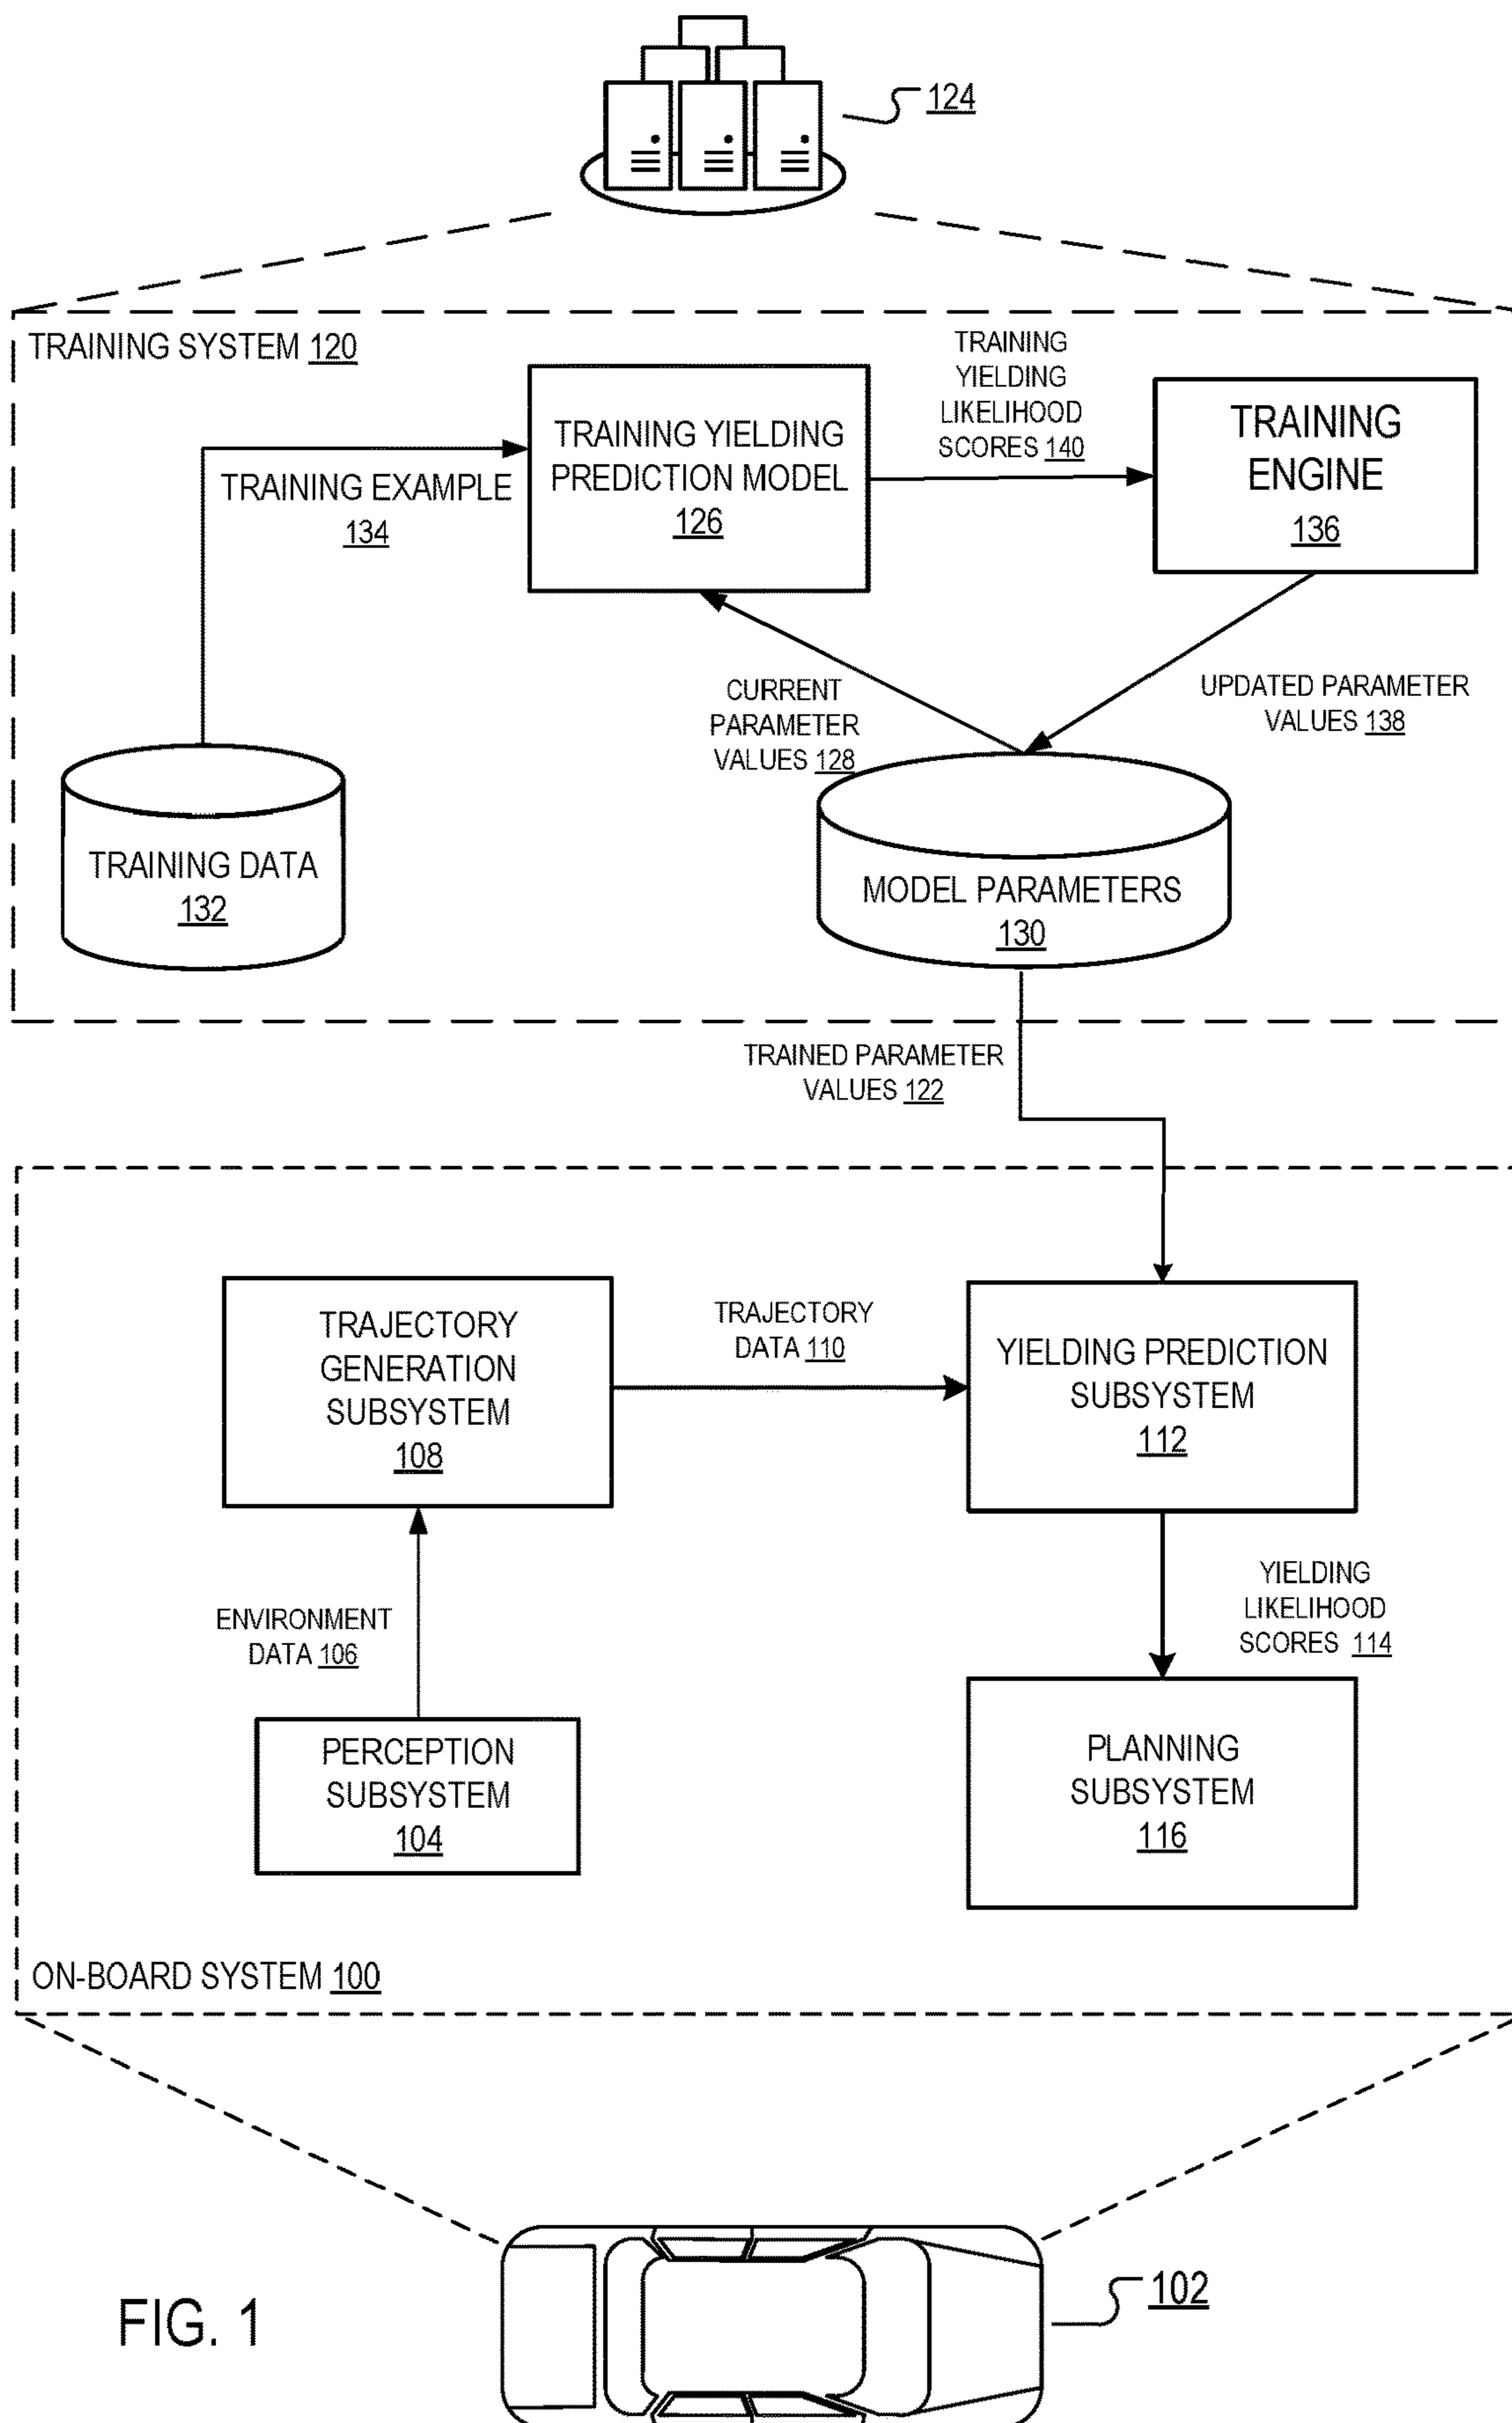 124
TRAINING SYSTEM 120
TRAINING
YIELDING
LIKELIHOOD
SCORES 140
TRAINING YIELDING
PREDICTION MODEL
126
TRAINING
ENGINE
136
TRAINING EXAMPLE
134
CURRENT
PARAMETER
VALUES 128
UPDATED PARAMETER
VALUES 138
TRAINING DATA
132
MODEL PARAMETERS
130
TRAINED PARAMETER
VALUES 122
TRAJECTORY
GENERATION
SUBSYSTEM
108
TRAJECTORY
DATA 110
YIELDING PREDICTION
SUBSYSTEM
112
ENVIRONMENT
DATA 106
YIELDING
LIKELIHOOD
SCORES 114
PERCEPTION
SUBSYSTEM
104
PLANNING
SUBSYSTEM
116
ON-BOARD SYSTEM 100
102
FIG. 1